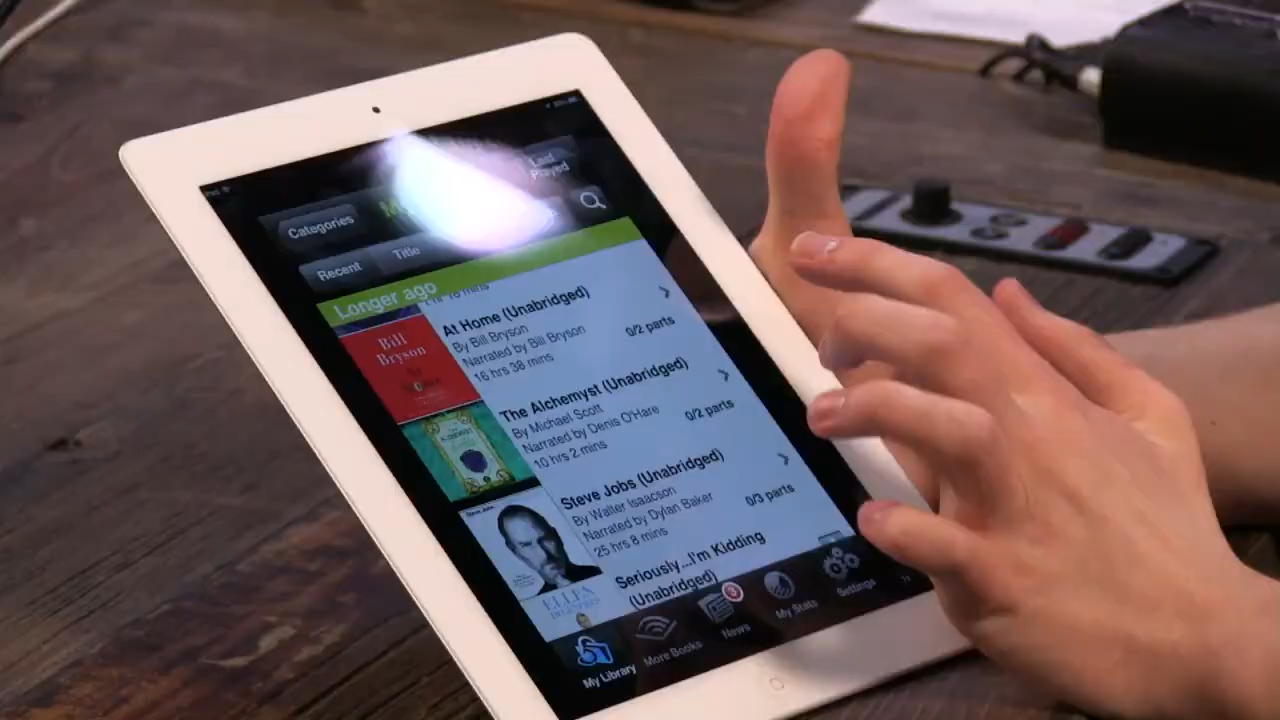 Last
Played
Categories
Recent
Title
Longer ago
At Home (Unabridged)
By Bill Bryson
Narrated by Bill Bryson
16 hrs 38 mins
0/2 parts
Bill
Bryson
The Alchemyst (Unabridged)
By Michael Scott
Narrated by Denis O'Hare
10 hrs 2 mins
0/2 parts
Steve Jobs (Unabridged)
By Walter Isaacson
Narrated by Dylan Baker
25 hrs 8 mins
0/3 parts
Seriously...I'm Kidding
(Unabridged)
ELLEN
My Library
More Books
News
My Stats
Settings